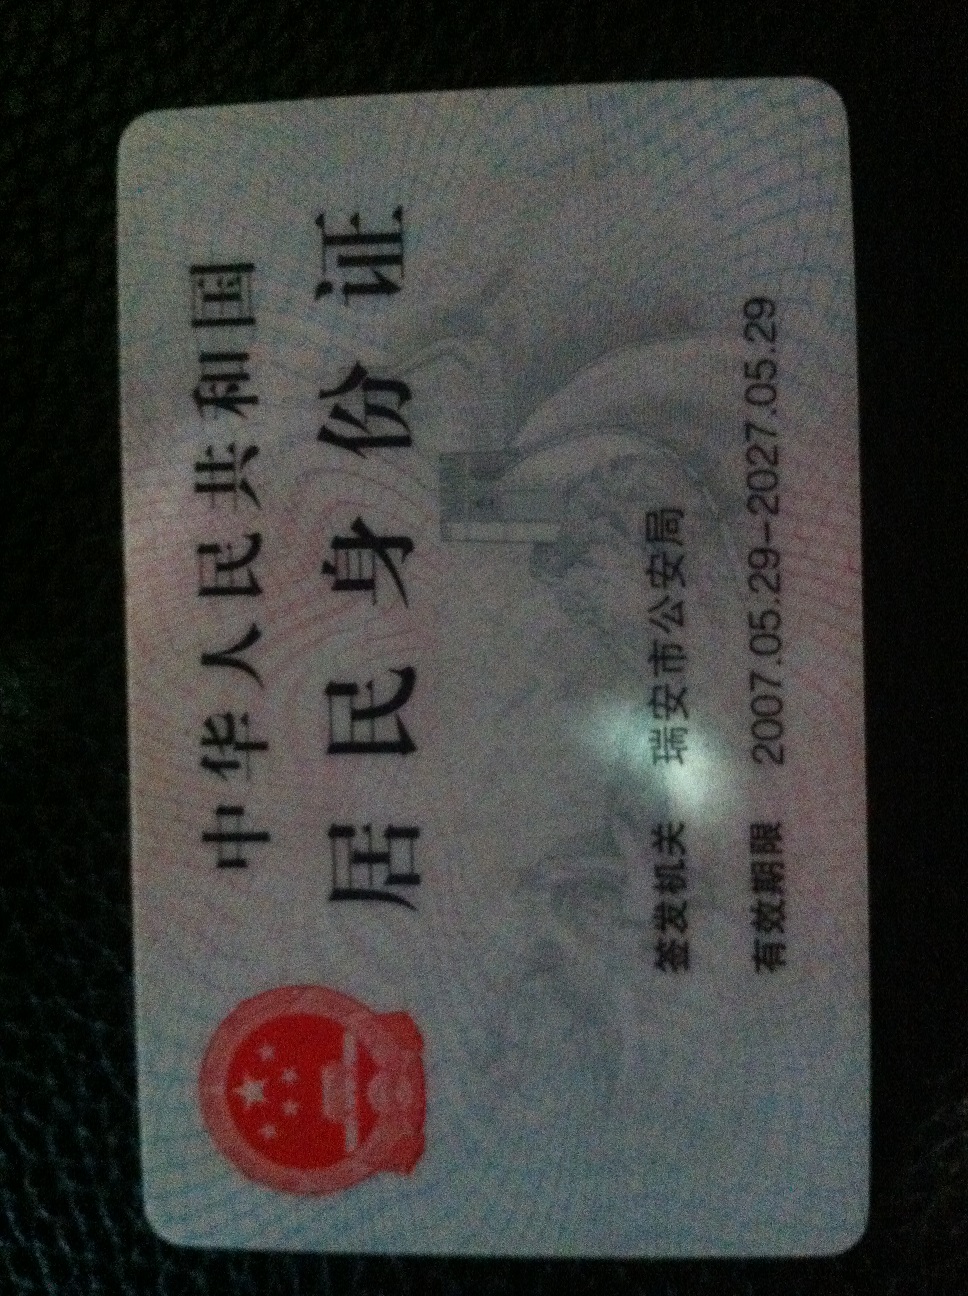 中华人民共和国
居民身份证
签发机关 瑞安市公安局
有效期限 2007.05.29-2027.05.29